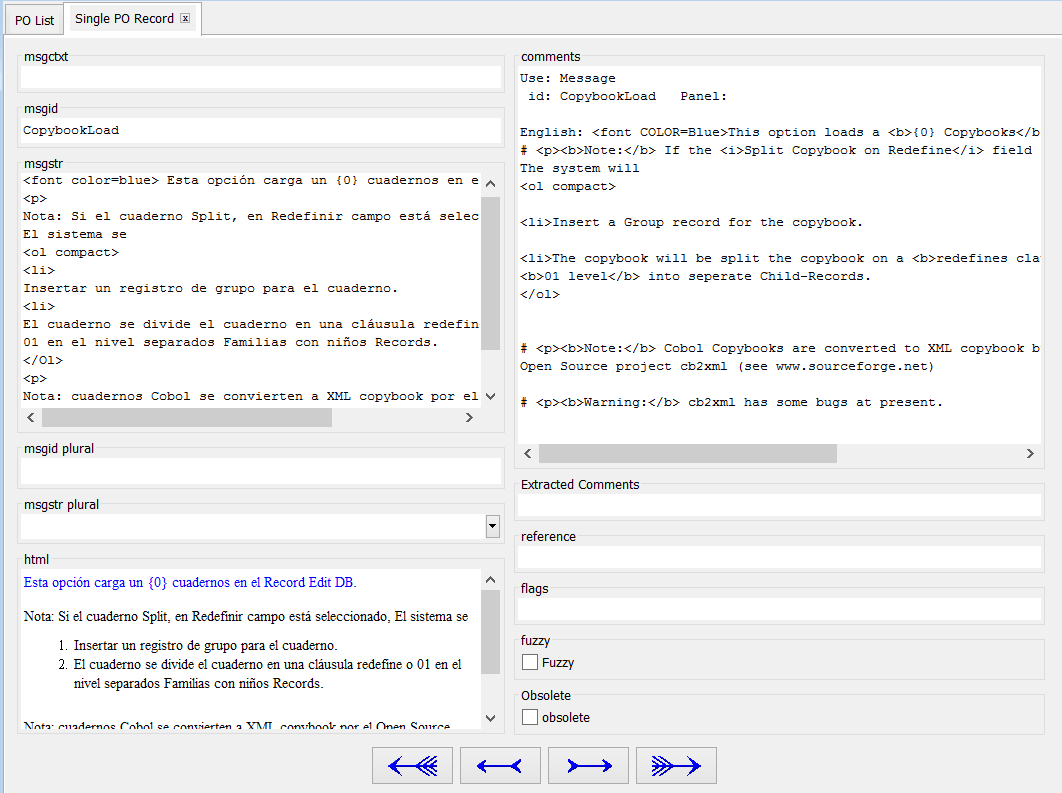 PO List
Single PO Record
msgctxt
msgid
CopybookLoad
msgstr
<font color=blue> Esta opción carga un {0} cuadernos en e
<p>
Nota: Si el cuaderno Split, en Redefinir campo está selec
El sistema se
<ol compact>
<li>
Insertar un registro de grupo para el cuaderno.
<li>
El cuaderno se divide el cuaderno en una cláusula redefin
01 en el nivel separados Familias con niños Records.
</Ol>
<p>
Nota: cuadernos Cobol se convierten a XML copybook por el
msgid plural
msgstr plural
html
Esta opción carga un {0} cuadernos en el Record Edit DB.
Nota: Si el cuaderno Split, en Redefinir campo está seleccionado, El sistema se
1. Insertar un registro de grupo para el cuaderno.
2. El cuaderno se divide el cuaderno en una cláusula redefine o 01 en el
nivel separados Familias con niños Records.
Nota: cuadernos Cobol se convierten a XML copybook por el Open Source
comments
Use: Message
id: CopybookLoad   Panel:
English: <font COLOR=Blue>This option loads a <b>{0} Copybooks</b
# <p><b>Note:</b> If the <i>Split Copybook on Redefine</i> field
The system will
<ol compact>
<li>Insert a Group record for the copybook.
<li>The copybook will be split the copybook on a <b>redefines cla
<b>01 level</b> into seperate Child-Records.
</ol>
# <p><b>Note:</b> Cobol Copybooks are converted to XML copybook b
Open Source project cb2xml (see www.sourceforge.net)
# <p><b>Warning:</b> cb2xml has some bugs at present.
Extracted Comments
reference
flags
fuzzy
Fuzzy
Obsolete
obsolete